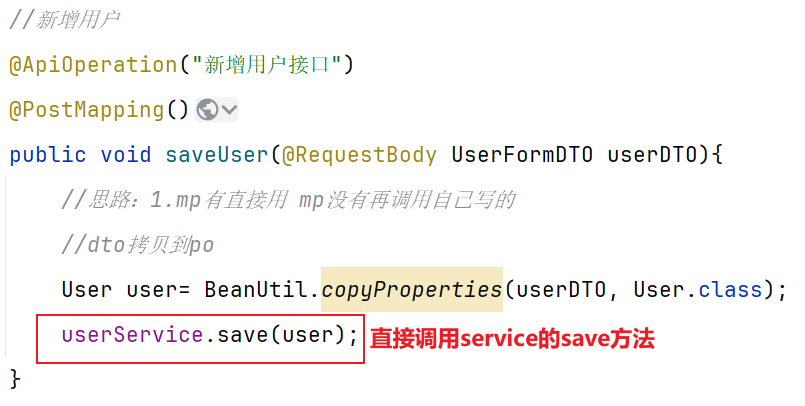 //新增用户
@ApiOperation("新增用户接口")
@PostMapping()
public void saveUser(@RequestBody UserFormDTO userDTO){
//思路：1.mp有直接用 mp没有再调用自己写的
//dto拷贝到po
User user= BeanUtil.copyProperties(userDTO, User.class);
userService.save(user); 直接调用service的save方法
}